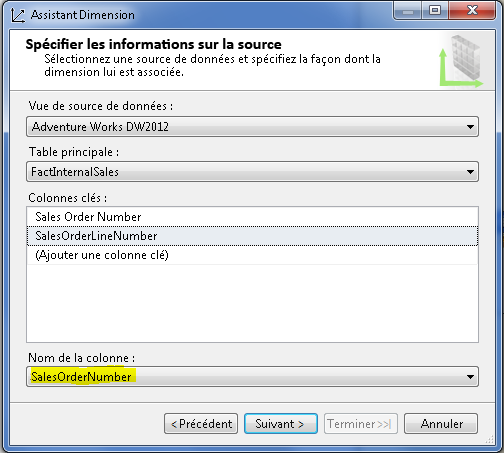 Assistant Dimension
Spécifier les informations sur la source
Sélectionnez une source de données et spécifiez la façon dont la
dimension lui est associée.
Vue de source de données :
Adventure Works DW2012
Table principale :
FactInternalSales
Colonnes clés :
Sales Order Number
SalesOrderLineNumber
(Ajouter une colonne clé)
Nom de la colonne :
SalesOrderNumber
< Précédent
Suivant >
Terminer >>|
Annuler